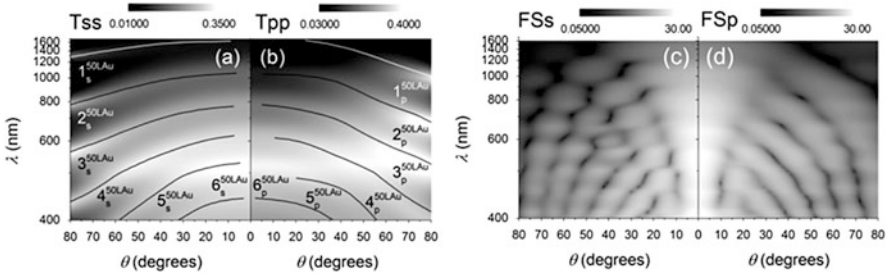 Tss 0.01000 0.3500 Tpp 0.03000 0.4000 FSs 0.05000 30.00 FSp 0.05000 30.00
(a) (b) (c) (d)
1s50LAu 2s50LAu 3s50LAu 4s50LAu 5s50LAu 6s50LAu
6p50LAu 5p50LAu 4p50LAu 3p50LAu 2p50LAu 1p50LAu
λ (nm) 1600 1400 1200 1000 800 600 400
80 70 60 50 40 30 20 10 0 10 20 30 40 50 60 70 80
θ (degrees) θ (degrees)
λ (nm) 1600 1400 1200 1000 800 600 400
80 70 60 50 40 30 20 10 0 10 20 30 40 50 60 70 80
θ (degrees) θ (degrees)